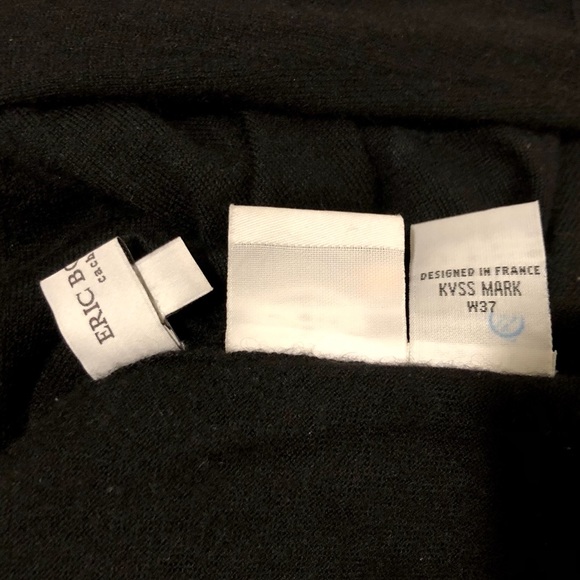 ERIC BO
cach
DESIGNED IN FRANCE
KVSS MARK
W37